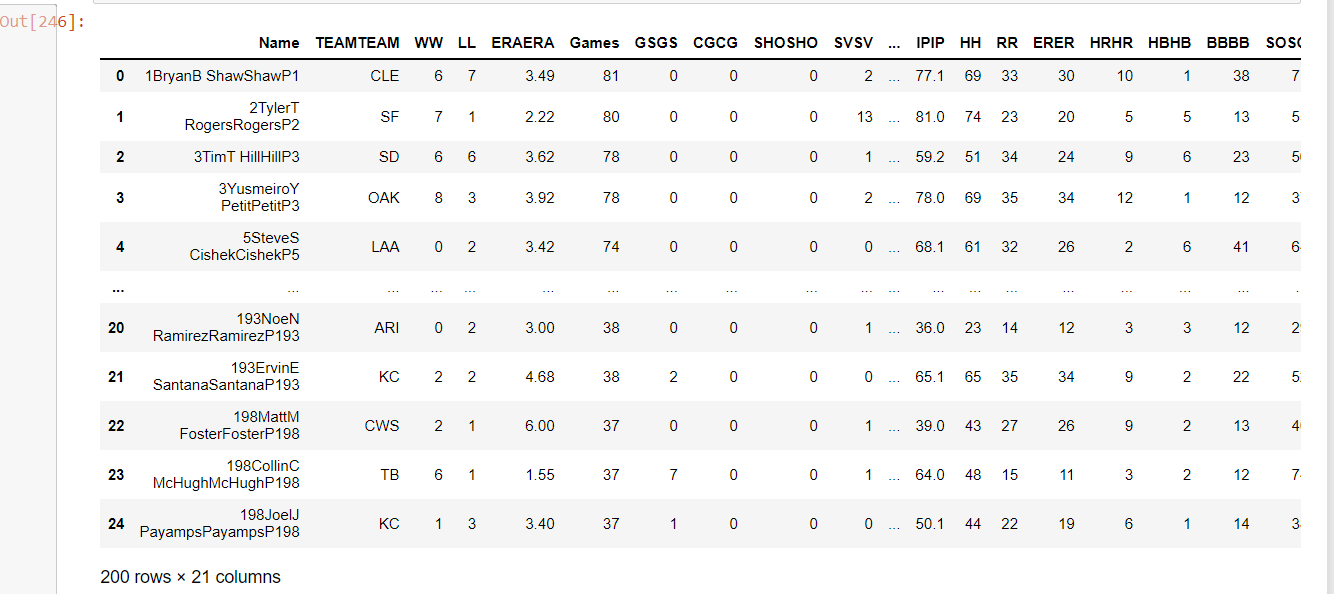 Out[246]:
Name TEAMTEAM WW LL ERAERA Games GSGS CGCG SHOSHO SVSV ... IPIP HH RR ERER HRHR HBHB BBBB
0 1BryanB ShawShawP1 CLE 6 7 3.49 81 0 0 0 2 ... 77.1 69 33 30 10 1 38
1 2TylerT RogersRogersP2 SF 7 1 2.22 80 0 0 0 13 ... 81.0 74 23 20 5 5 13
2 3TimT HillHillP3 SD 6 6 3.62 78 0 0 0 1 ... 59.2 51 34 24 9 6 23
3 3YusmeiroY PetitPetitP3 OAK 8 3 3.92 78 0 0 0 2 ... 78.0 69 35 34 12 1 12
4 5SteveS CishekCishekP5 LAA 0 2 3.42 74 0 0 0 0 ... 68.1 61 32 26 2 6 41
... ... ... ... ... ... ... ... ... ... ... ... ... ... ... ... ... ... ...
20 193NoeN RamirezRamirezP193 ARI 0 2 3.00 38 0 0 0 1 ... 36.0 23 14 12 3 3 12
21 193ErvinE SantanaSantanaP193 KC 2 2 4.68 38 2 0 0 0 ... 65.1 65 35 34 9 2 22
22 198MattM FosterFosterP198 CWS 2 1 6.00 37 0 0 0 1 ... 39.0 43 27 26 9 2 13
23 198CollinC McHughMcHughP198 TB 6 1 1.55 37 7 0 0 1 ... 64.0 48 15 11 3 2 12
24 198JoelJ PayampsPayampsP198 KC 1 3 3.40 37 1 0 0 0 ... 50.1 44 22 19 6 1 14
200 rows × 21 columns